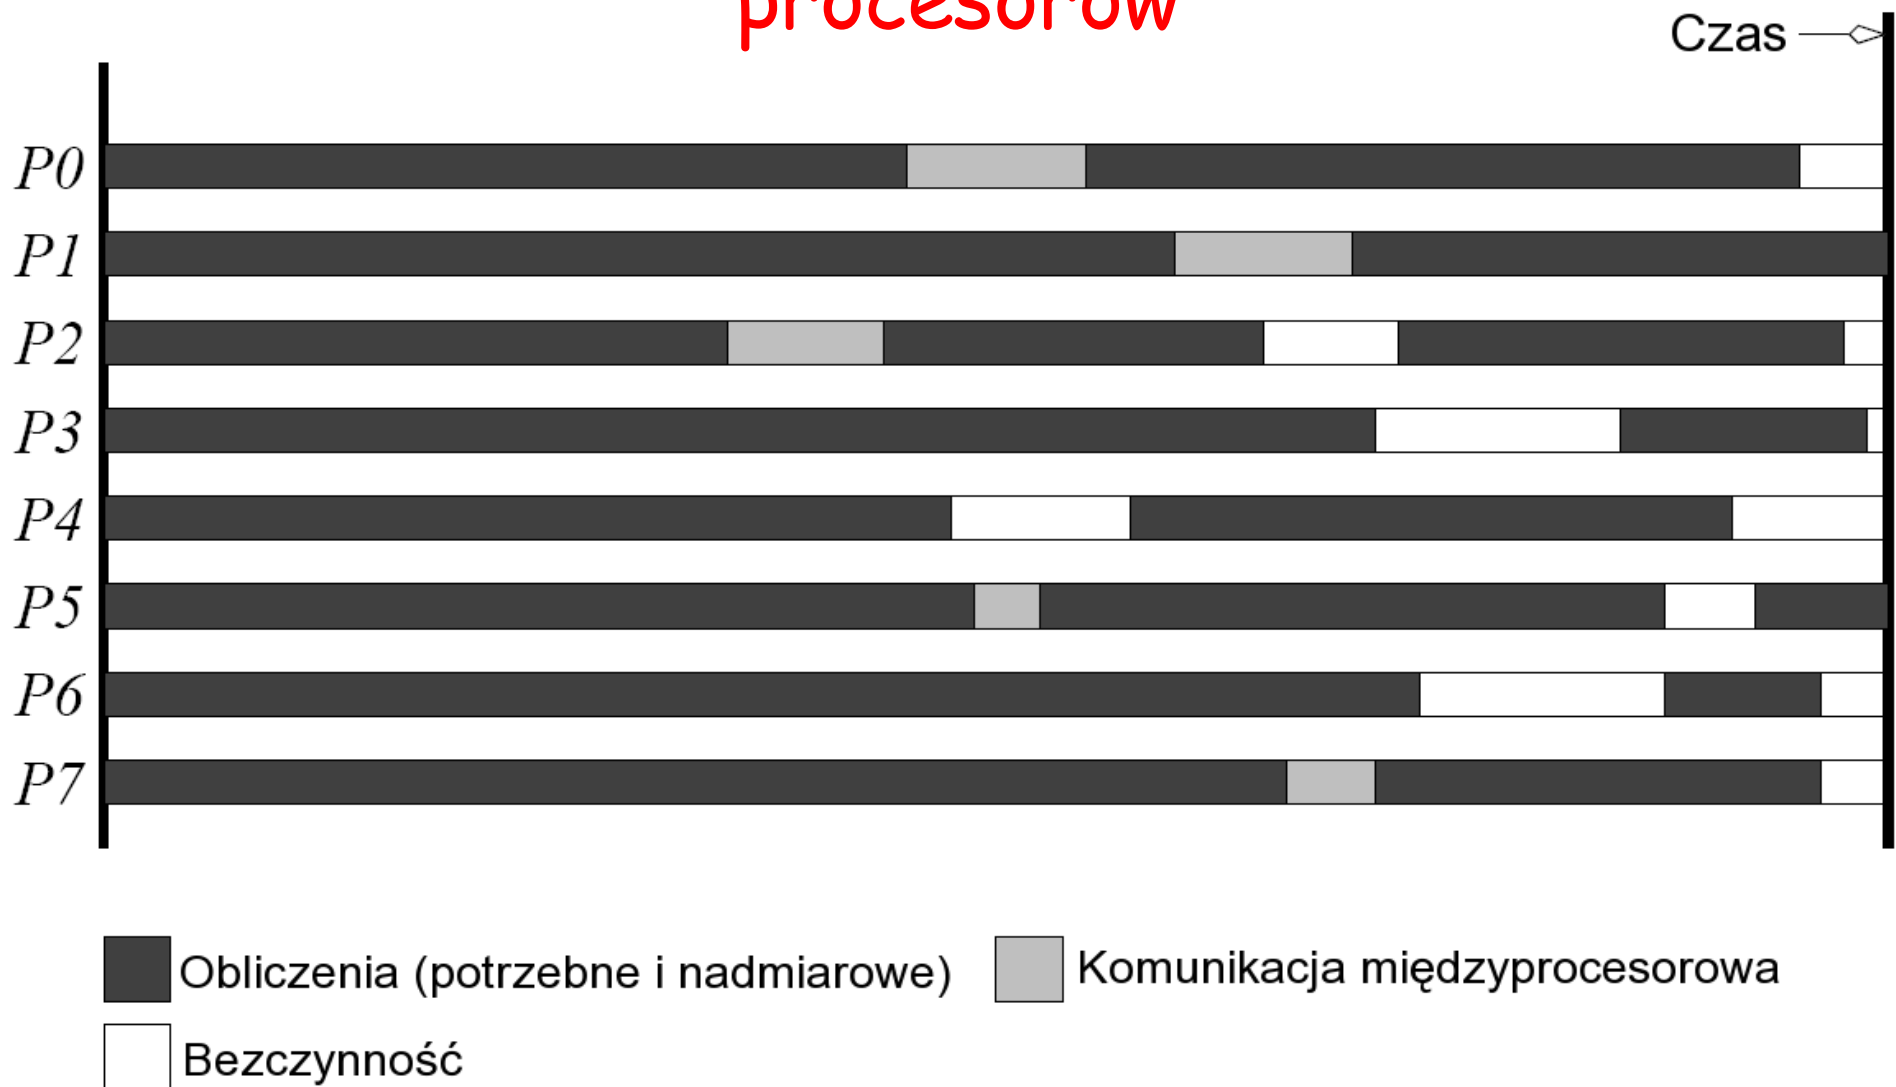 procesorów
Czas
P0
P1
P2
P3
P4
P5
P6
P7
Obliczenia (potrzebne i nadmiarowe)
Komunikacja międzyprocesorowa
Bezczynność